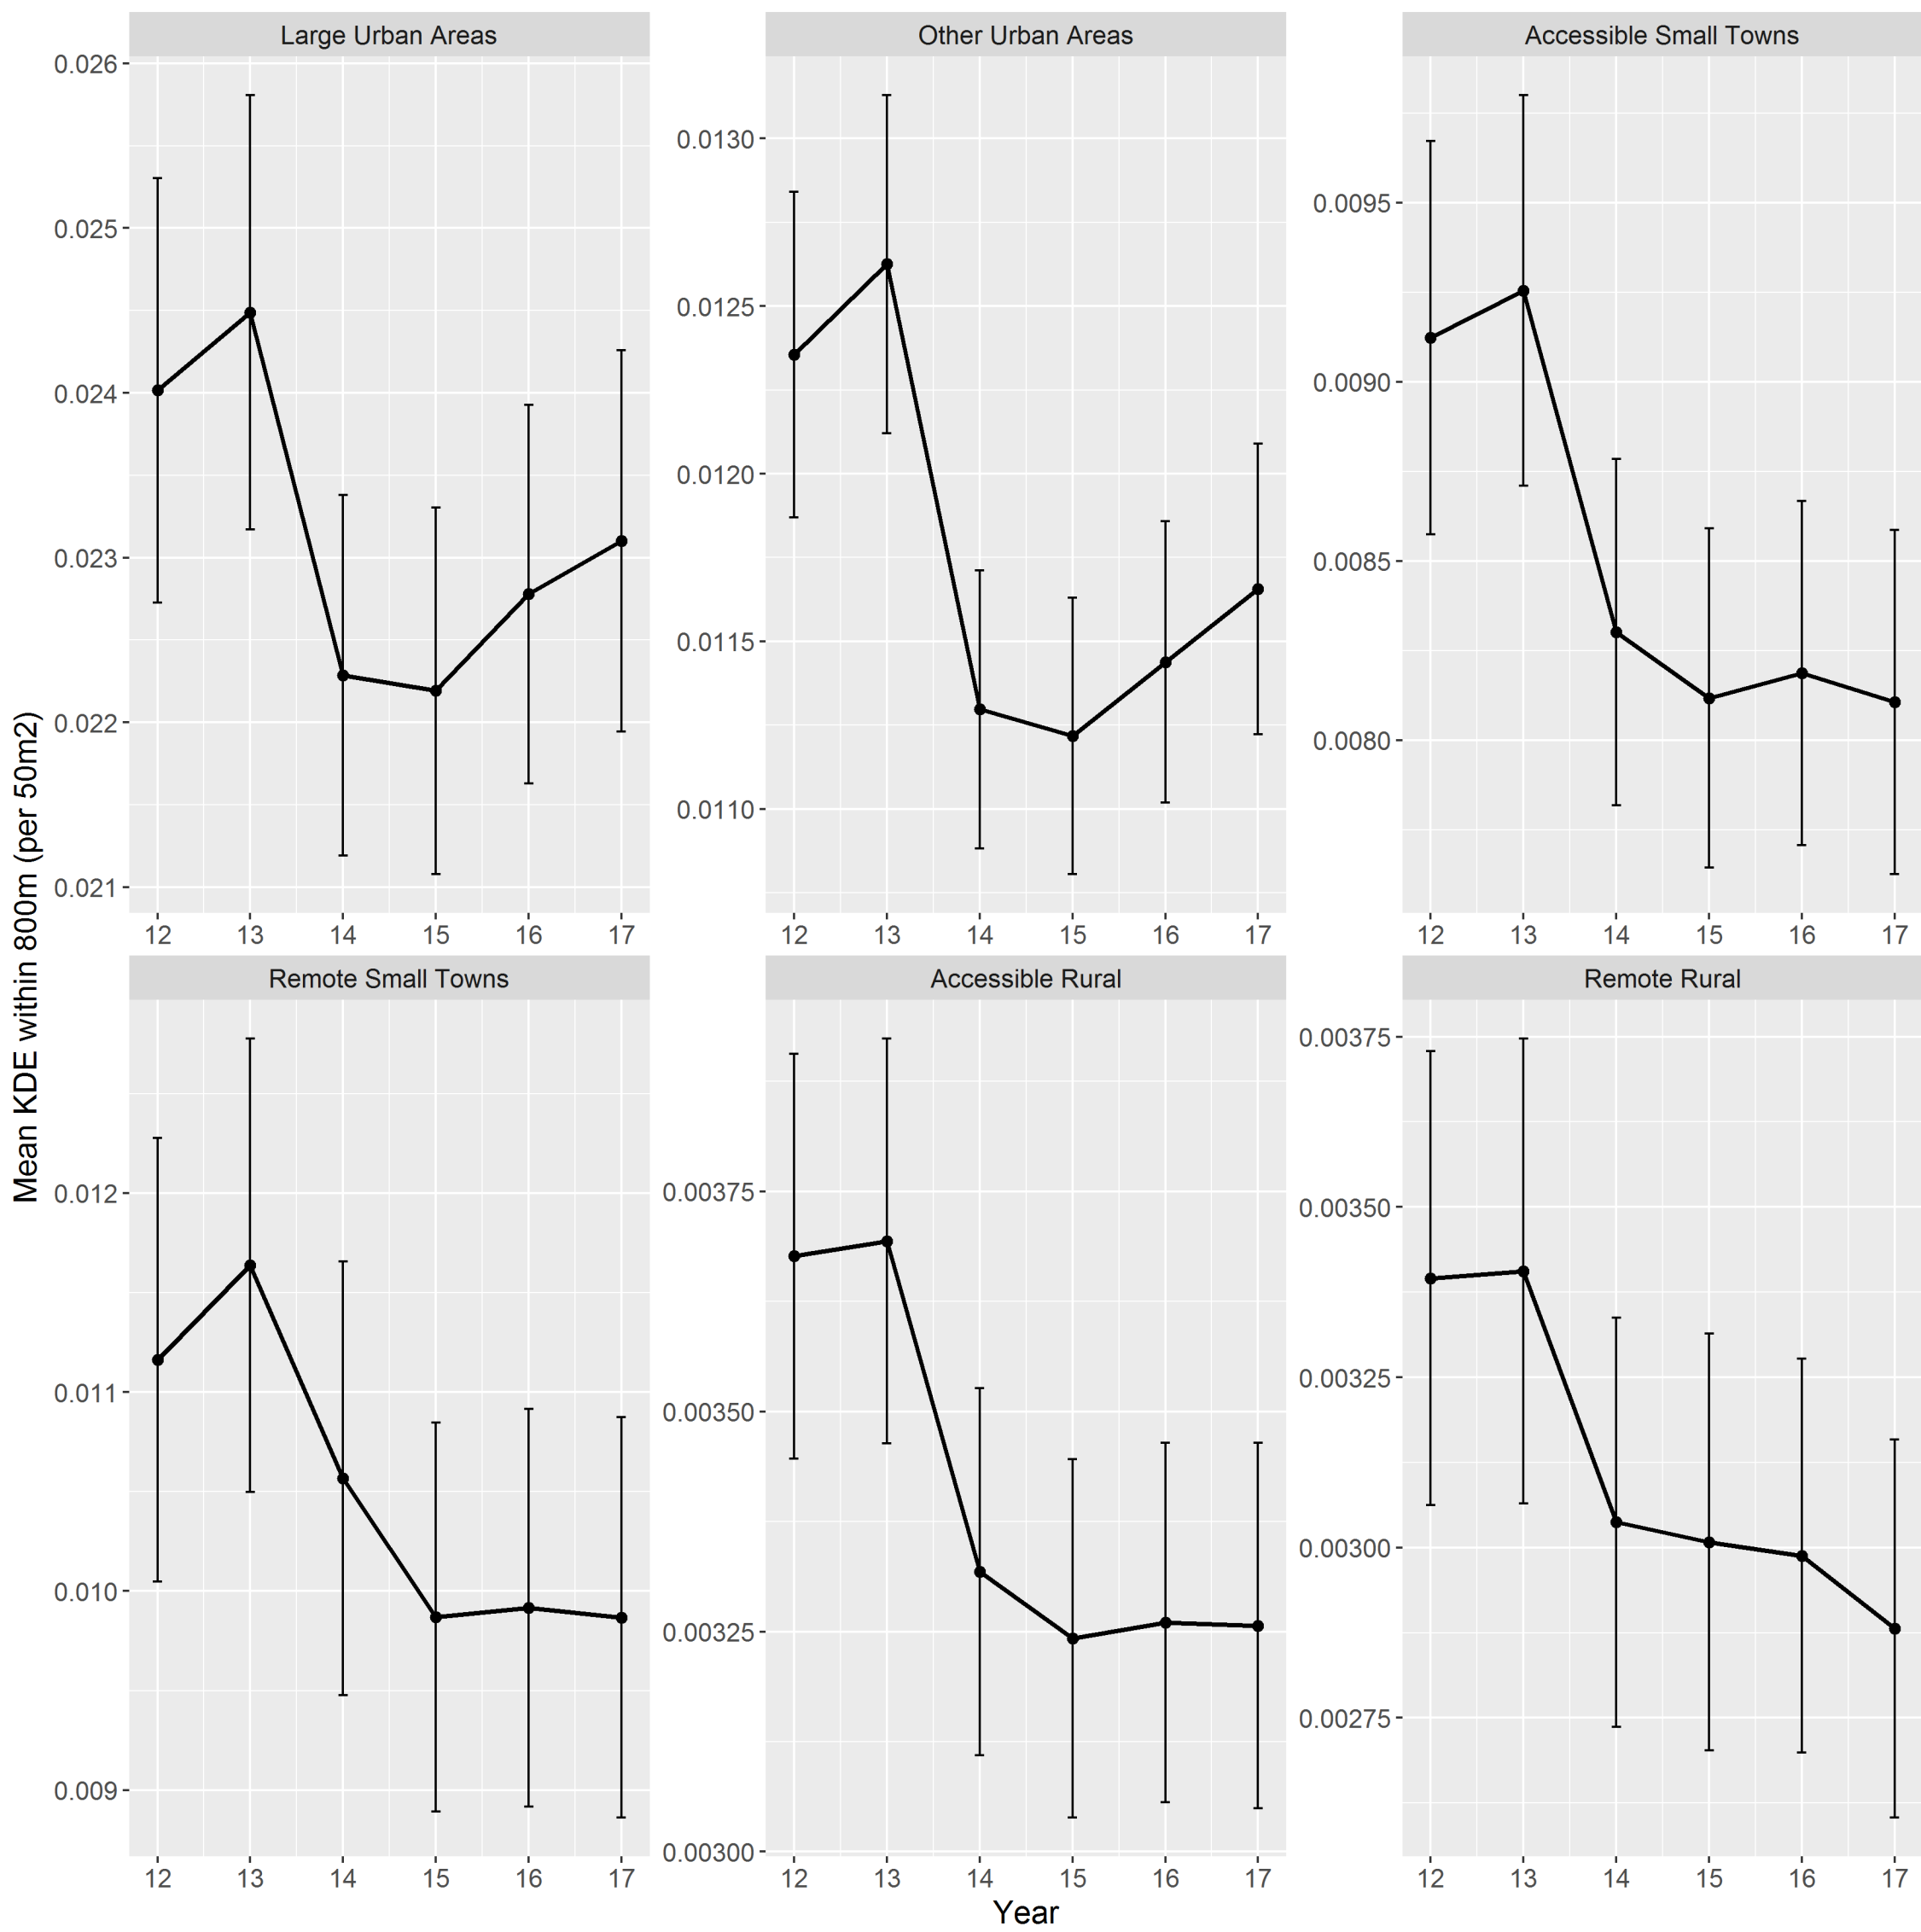 Large Urban Areas
Other Urban Areas
Accessible Small Towns
0.026
0.025
0.024
0.023
0.022
0.021
0.0130
0.0125
0.0120
0.0115
0.0110
0.0095
0.0090
0.0085
0.0080
12 13 14 15 16 17
12 13 14 15 16 17
12 13 14 15 16 17
Mean KDE within 800m (per 50m2)
Remote Small Towns
Accessible Rural
Remote Rural
0.012
0.011
0.010
0.009
0.00375
0.00350
0.00325
0.00300
0.00375
0.00350
0.00325
0.00300
0.00275
12 13 14 15 16 17
12 13 14 15 16 17
12 13 14 15 16 17
Year